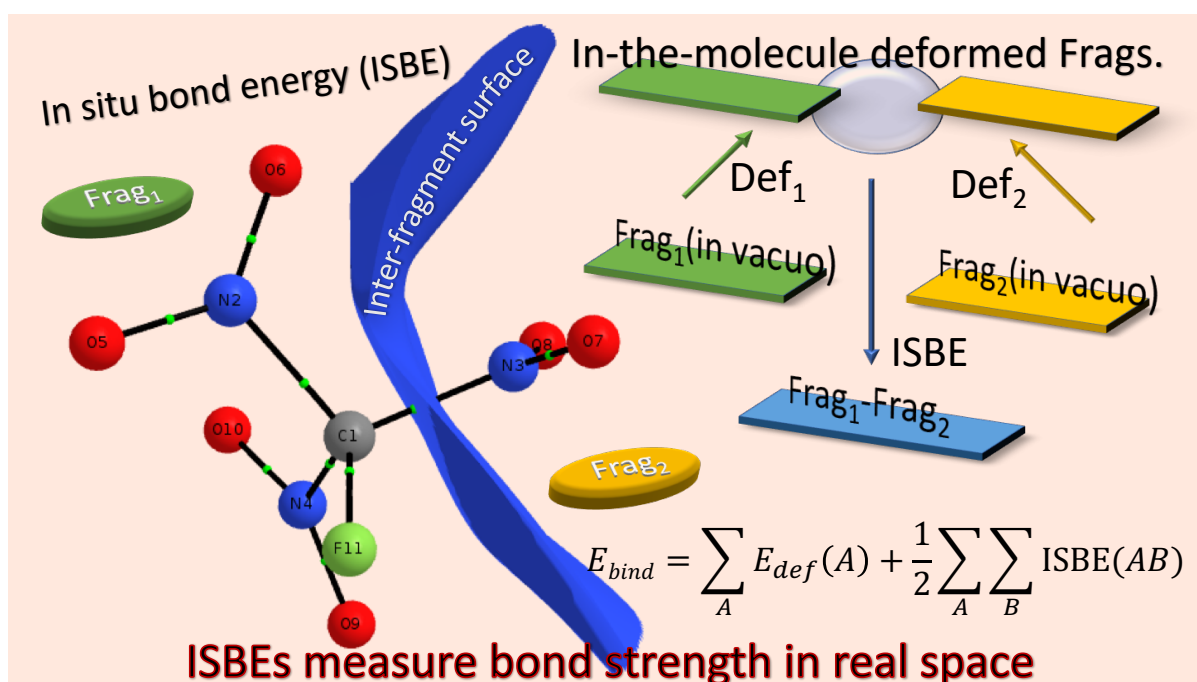 In situ bond energy (ISBE)
In-the-molecule deformed Frags.
Inter-fragment surface
Frag₁
Def₁
Def₂
Frag₁(in vacuo)
Frag₂(in vacuo)
ISBE
Frag₁-Frag₂
O6
N2
O5
O8
O7
N3
C1
O10
N4
F11
O9
Frag₂
E_bind = ∑_A E_def(A) + 1/2 ∑_A ∑_B ISBE(AB)
ISBEs measure bond strength in real space